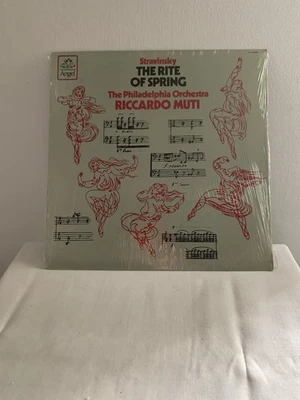 Angel
Stravinsky
THE RITE
OF SPRING
The Philadelphia Orchestra
RICCARDO MUTI